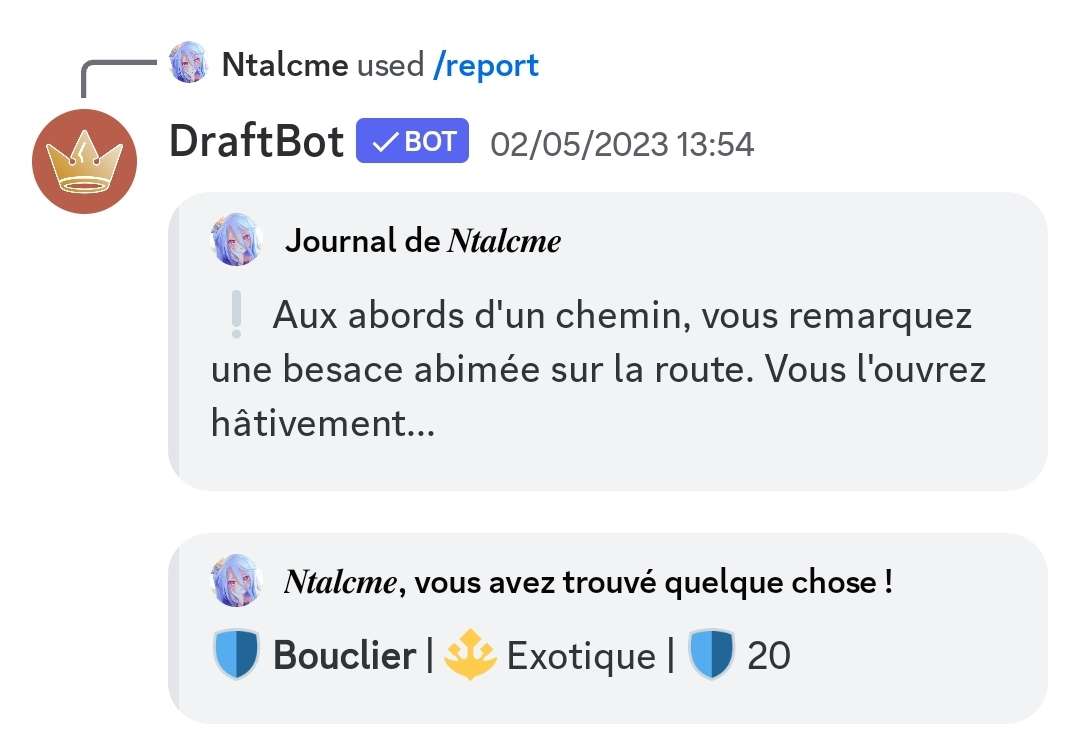 Ntalcme used /report
DraftBot ✓ BOT 02/05/2023 13:54
Journal de Ntalcme
❕ Aux abords d'un chemin, vous remarquez
une besace abimée sur la route. Vous l'ouvrez
hâtivement...
Ntalcme, vous avez trouvé quelque chose !
🛡️ Bouclier | 🔱 Exotique | 🛡️ 20